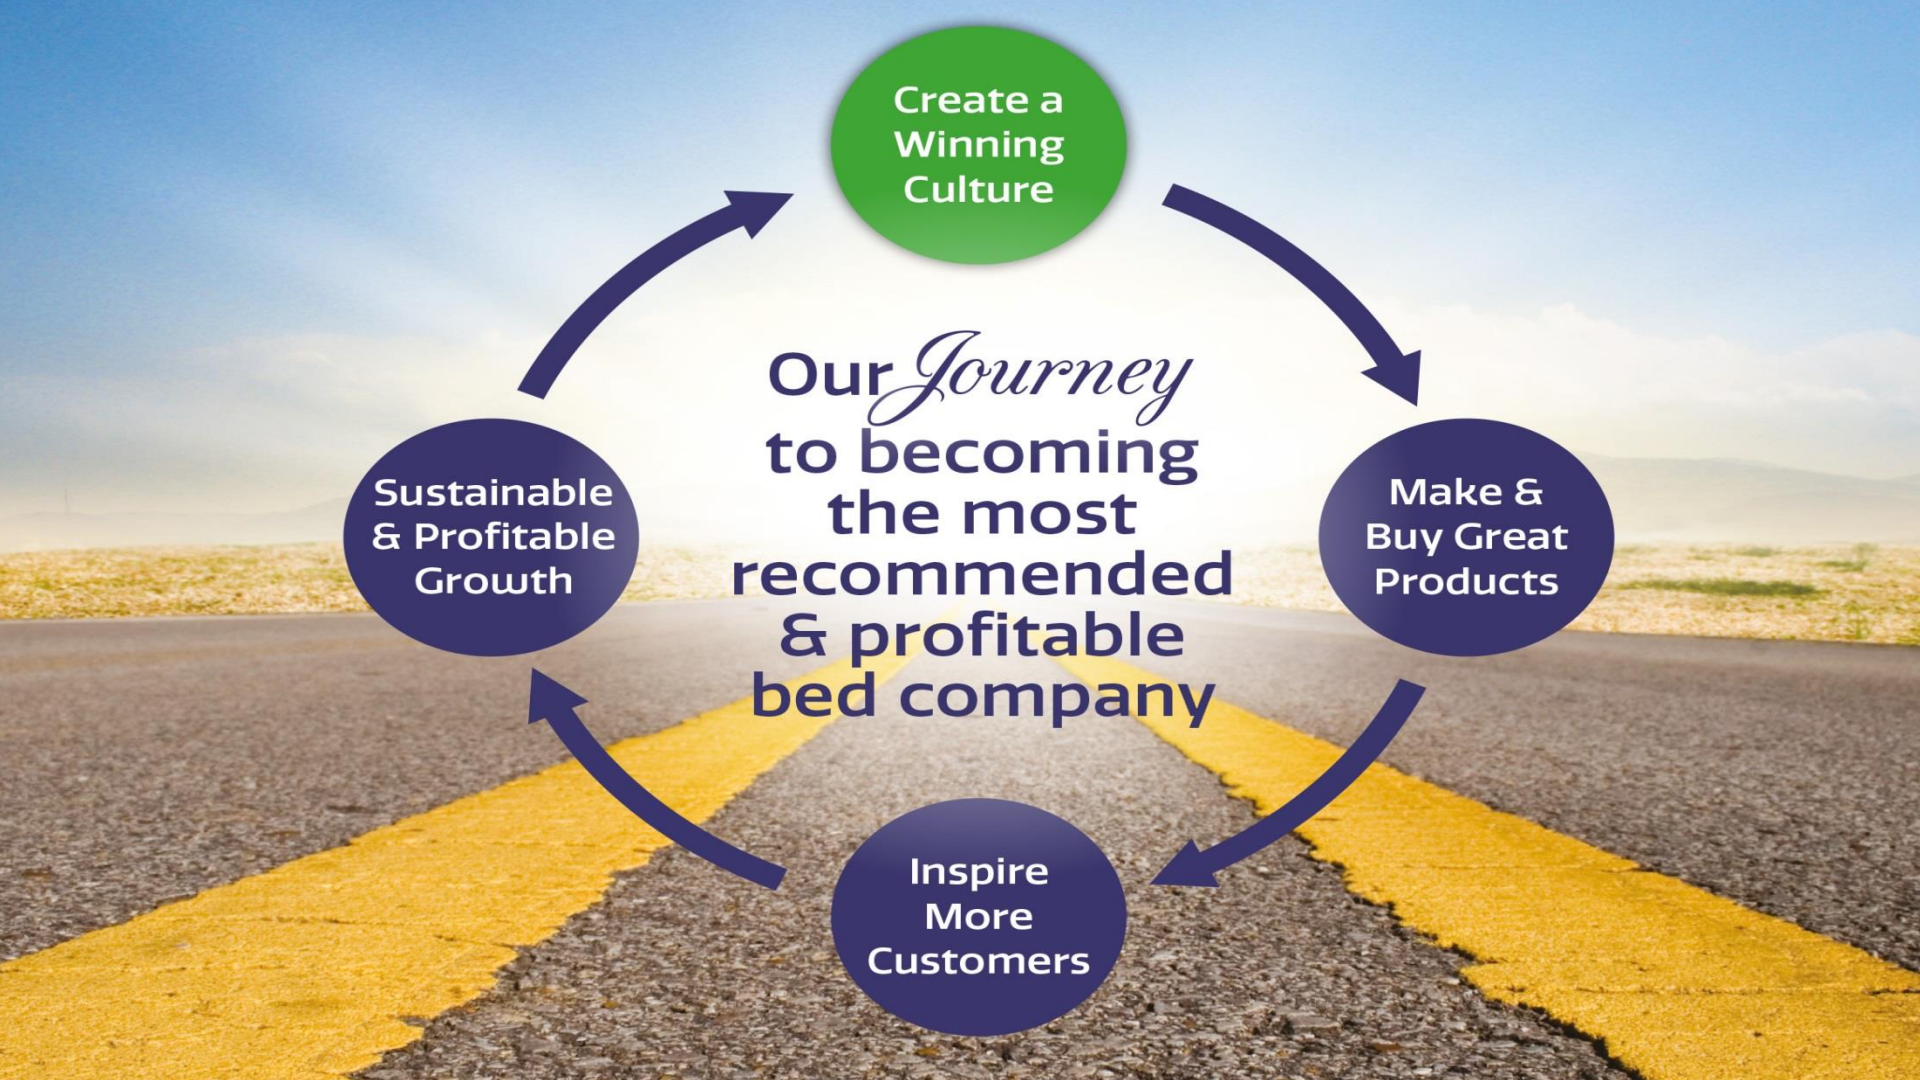 Create a
Winning
Culture
Our Journey
to becoming
the most
recommended
& profitable
bed company
Make &
Buy Great
Products
Inspire
More
Customers
Sustainable
& Profitable
Growth